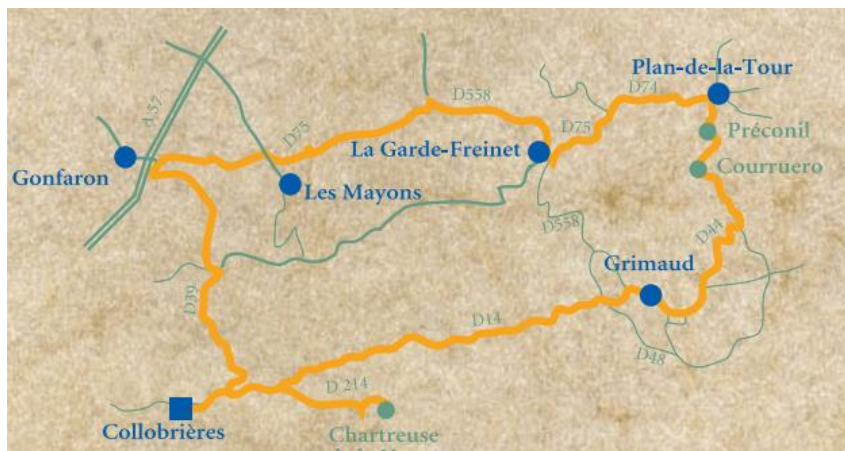 Plan-de-la-Tour
D74
D558
A 57
Préconil
D75
D75
La Garde-Freinet
Courruero
Gonfaron
Les Mayons
D558
D44
Grimaud
D39
D14
D48
D 214
Collobrières
Chartreuse